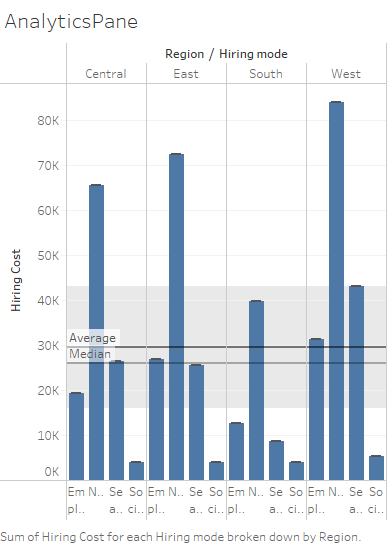 AnalyticsPane
Region / Hiring mode
Central East South West
80K
70K
60K
50K
40K
30K
20K
10K
0K
Hiring Cost
Average
Median
Em N.. Se So Em N.. Se So Em N.. Se So Em N.. Se So
pl.. a.. ci.. pl.. a.. ci.. pl.. a.. ci.. pl.. a.. ci..
Sum of Hiring Cost for each Hiring mode broken down by Region.